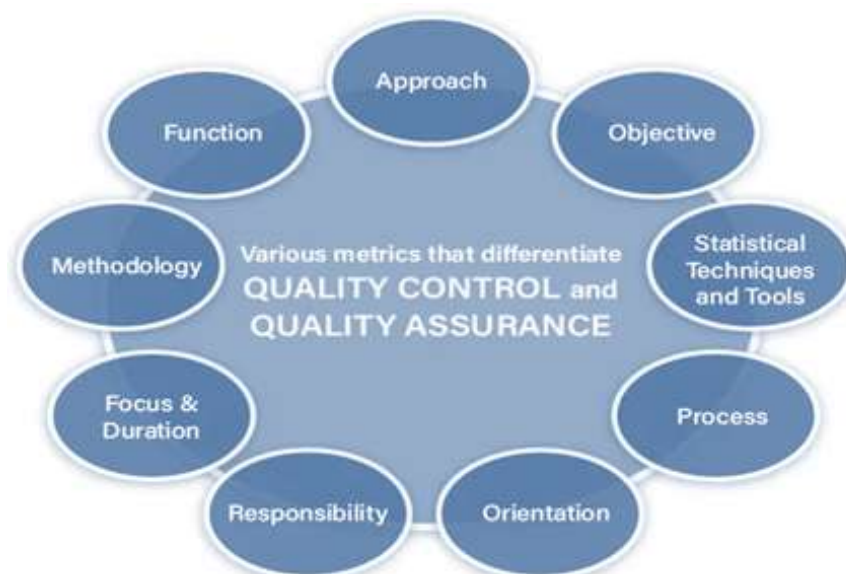 Approach
Objective
Statistical
Techniques
and Tools
Process
Orientation
Responsibility
Focus &
Duration
Methodology
Function
Various metrics that differentiate
QUALITY CONTROL and
QUALITY ASSURANCE